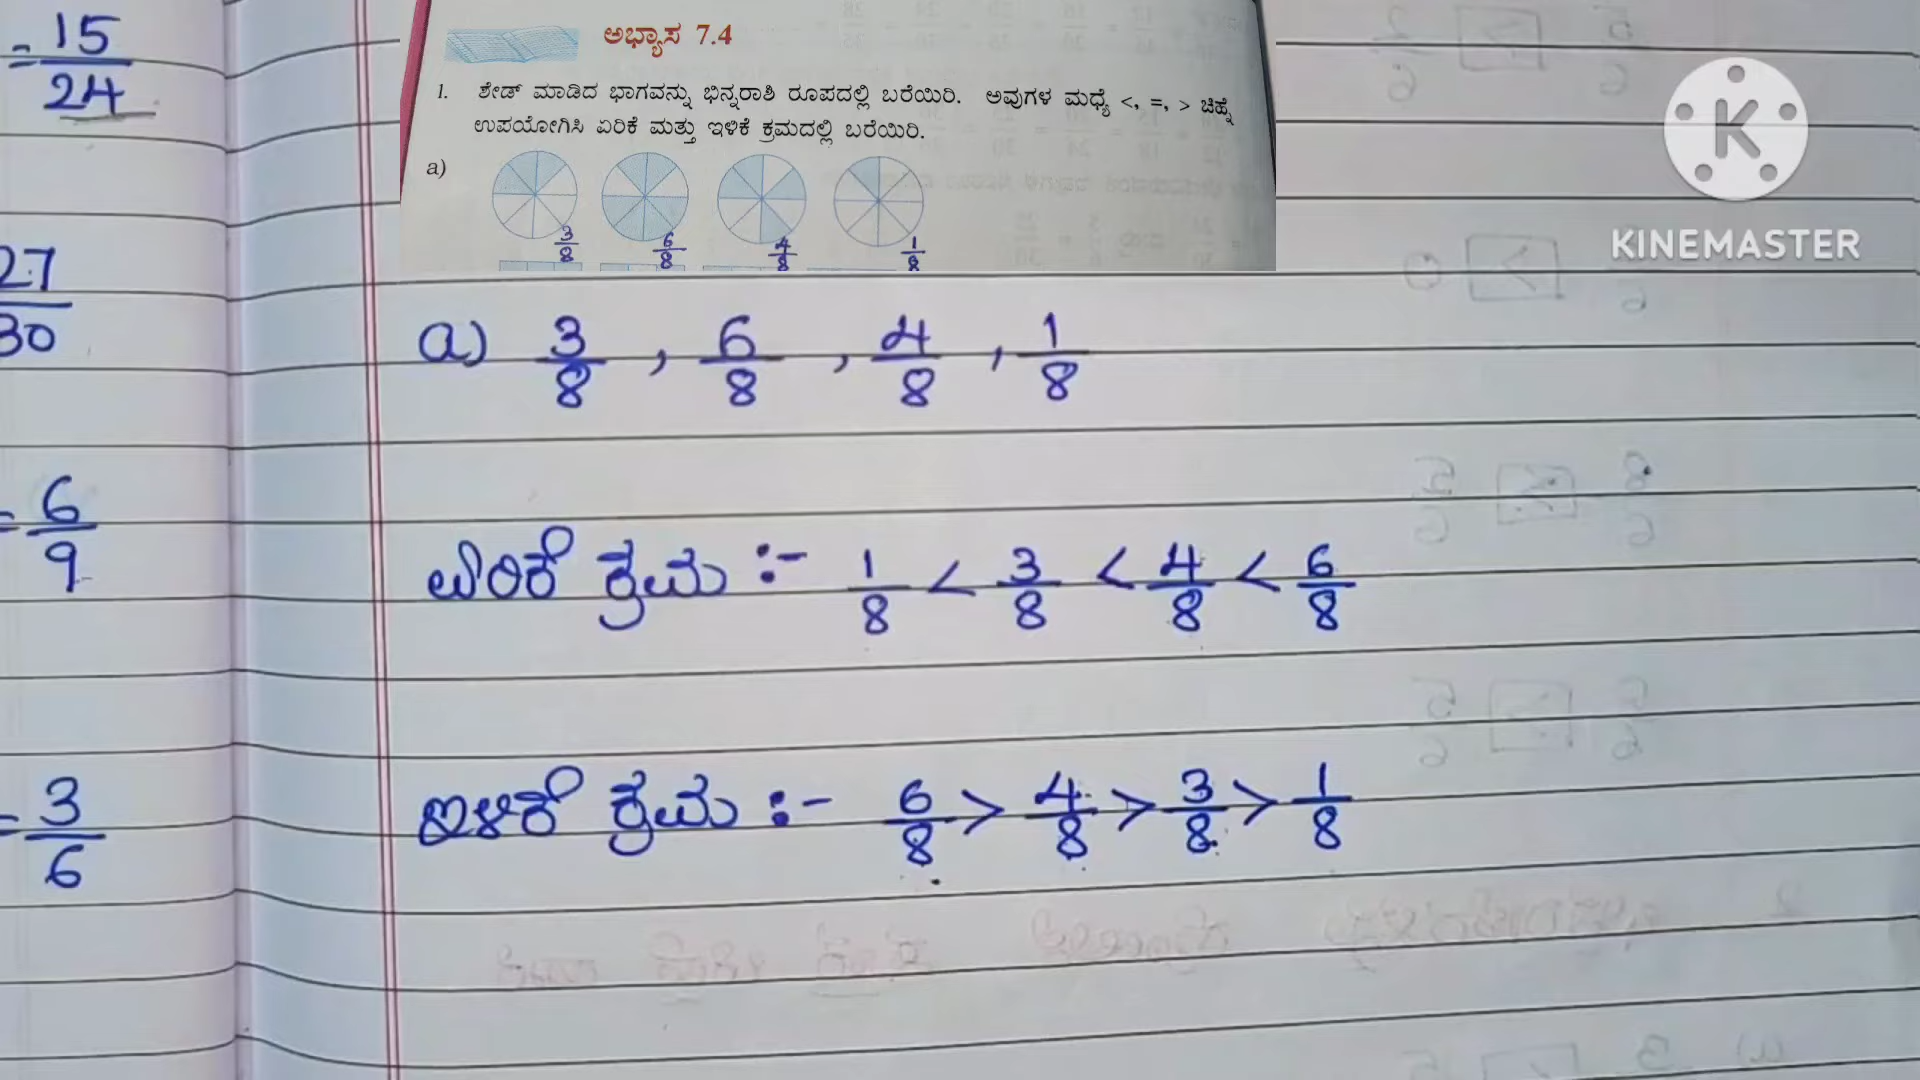 ಅಭ್ಯಾಸ 7.4
1. ಶೇಡ್ ಮಾಡಿದ ಭಾಗವನ್ನು ಭಿನ್ನರಾಶಿ ರೂಪದಲ್ಲಿ ಬರೆಯಿರಿ. ಅವುಗಳ ಮಧ್ಯೆ <, =, > ಚಿಹ್ನೆ
ಉಪಯೋಗಿಸಿ ಏರಿಕೆ ಮತ್ತು ಇಳಿಕೆ ಕ್ರಮದಲ್ಲಿ ಬರೆಯಿರಿ.
a)
3/8 6/8 4/8 1/8
a) 3/8 , 6/8 , 4/8 , 1/8
ಏರಿಕೆ ಕ್ರಮ :- 1/8 < 3/8 < 4/8 < 6/8
ಇಳಿಕೆ ಕ್ರಮ :- 6/8 > 4/8 > 3/8 > 1/8
= 15/24
27/30
= 6/9
= 3/6
KINEMASTER